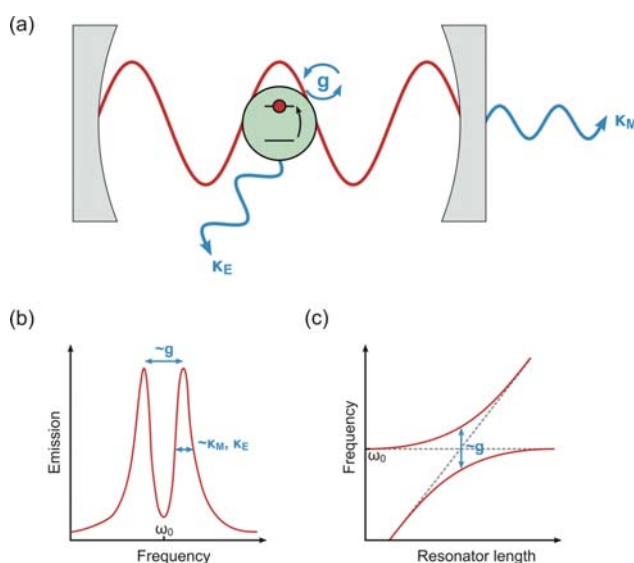 (a)
g
κM
κE
(b)
(c)
~g
~κM, κE
ω0
Emission
Frequency
Frequency
ω0
~g
Resonator length